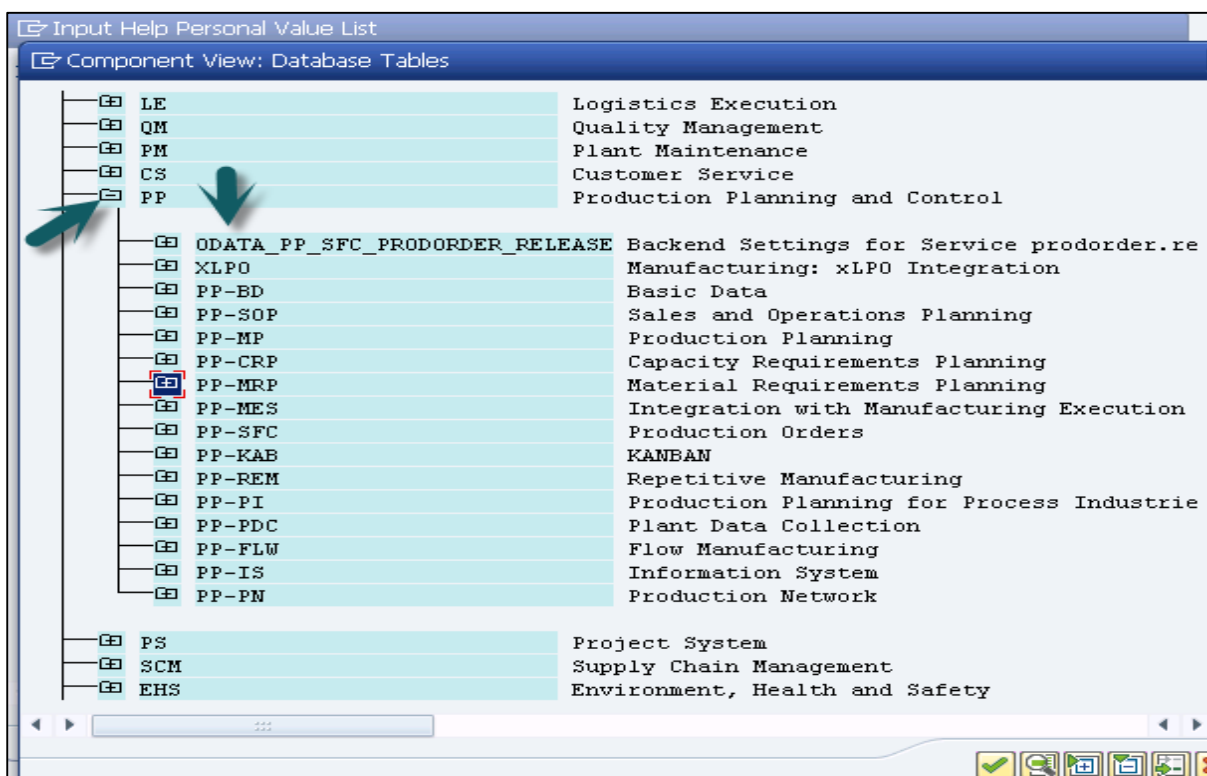 Input Help Personal Value List
Component View: Database Tables
LE Logistics Execution
QM Quality Management
PM Plant Maintenance
CS Customer Service
PP Production Planning and Control
ODATA_PP_SFC_PRODORDER_RELEASE Backend Settings for Service prodorder.re
XLPO Manufacturing: xLPO Integration
PP-BD Basic Data
PP-SOP Sales and Operations Planning
PP-MP Production Planning
PP-CRP Capacity Requirements Planning
PP-MRP Material Requirements Planning
PP-MES Integration with Manufacturing Execution
PP-SFC Production Orders
PP-KAB KANBAN
PP-REM Repetitive Manufacturing
PP-PI Production Planning for Process Industrie
PP-PDC Plant Data Collection
PP-FLW Flow Manufacturing
PP-IS Information System
PP-PN Production Network
PS Project System
SCM Supply Chain Management
EHS Environment, Health and Safety